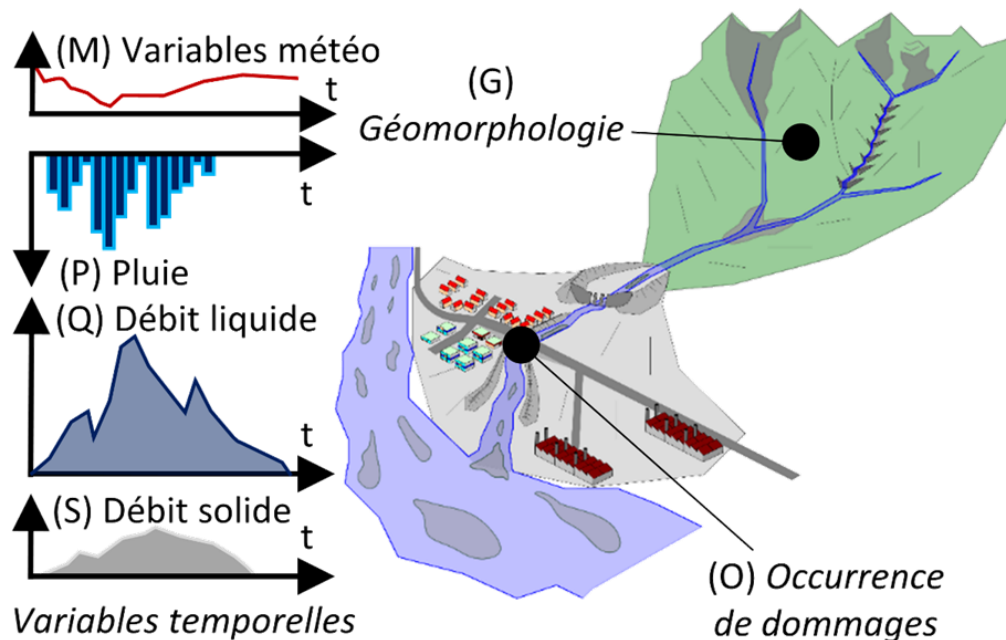 (M) Variables météo
t
t
(P) Pluie
(Q) Débit liquide
t
(S) Débit solide
t
Variables temporelles
(G)
Géomorphologie
(O) Occurrence
de dommages